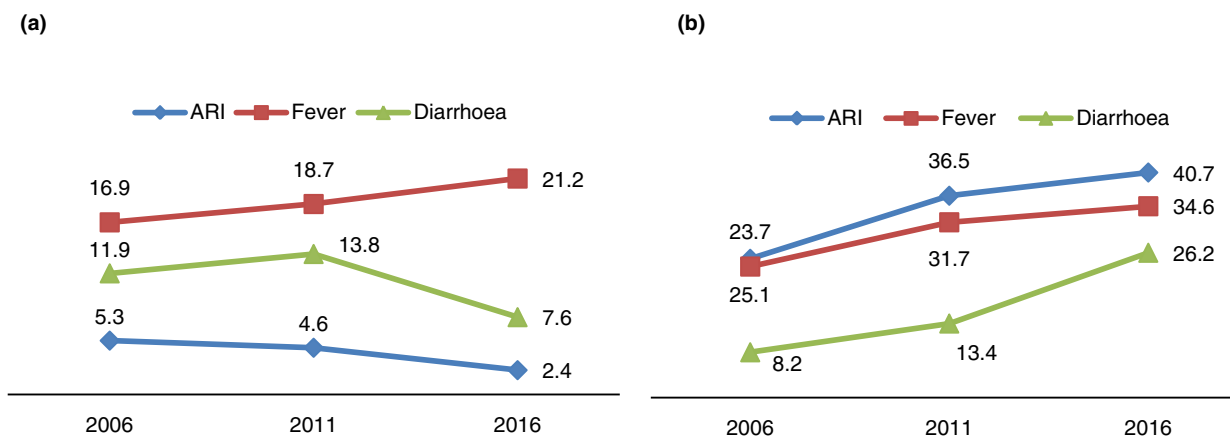 (a)
ARI Fever Diarrhoea
16.9 18.7 21.2
11.9 13.8 7.6
5.3 4.6 2.4
2006 2011 2016
(b)
ARI Fever Diarrhoea
23.7 36.5 40.7
25.1 31.7 34.6
8.2 13.4 26.2
2006 2011 2016